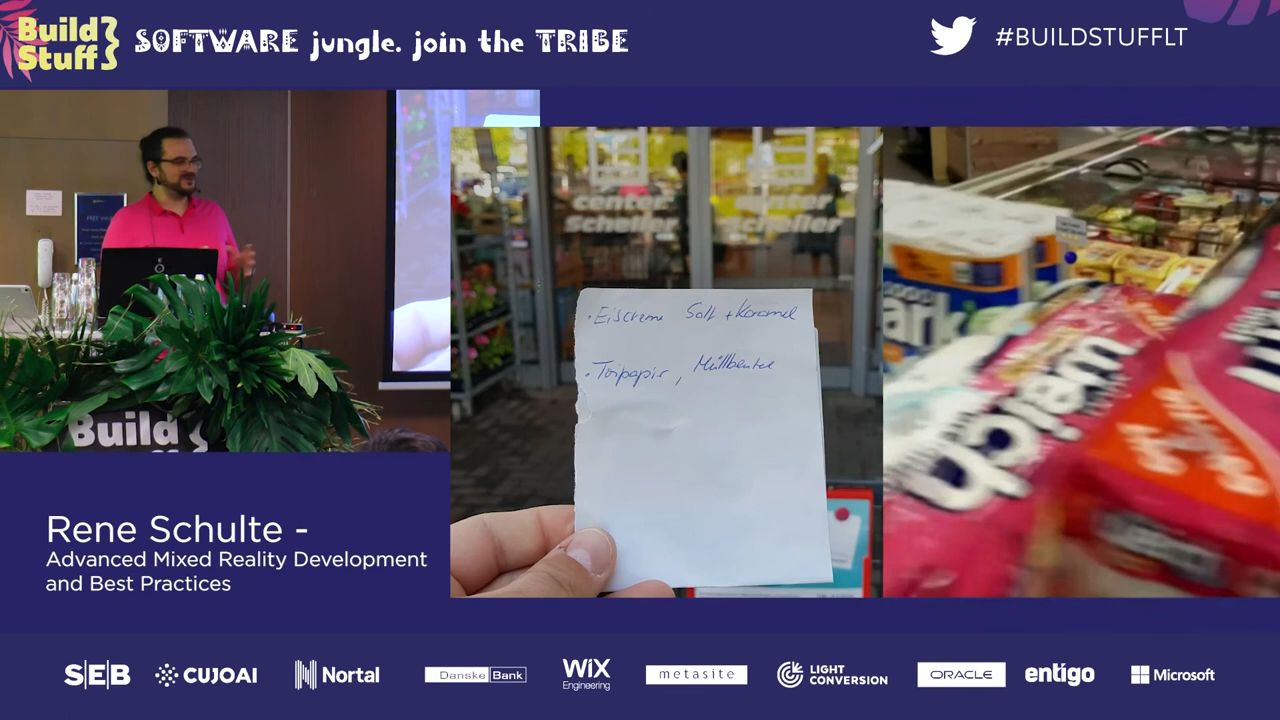 Build
Stuff
SOFTWARE jungle. join the TRIBE
#BUILDSTUFFLT
center
Scheller
center
Scheller
· Eiscreme Salt + Karamel
· Toipapir, Müllbeutel
Build
Rene Schulte -
Advanced Mixed Reality Development
and Best Practices
SEB
CUJOAI
Nortal
Danske Bank
WiX
Engineering
metasite
LIGHT
CONVERSION
ORACLE
entigo
Microsoft